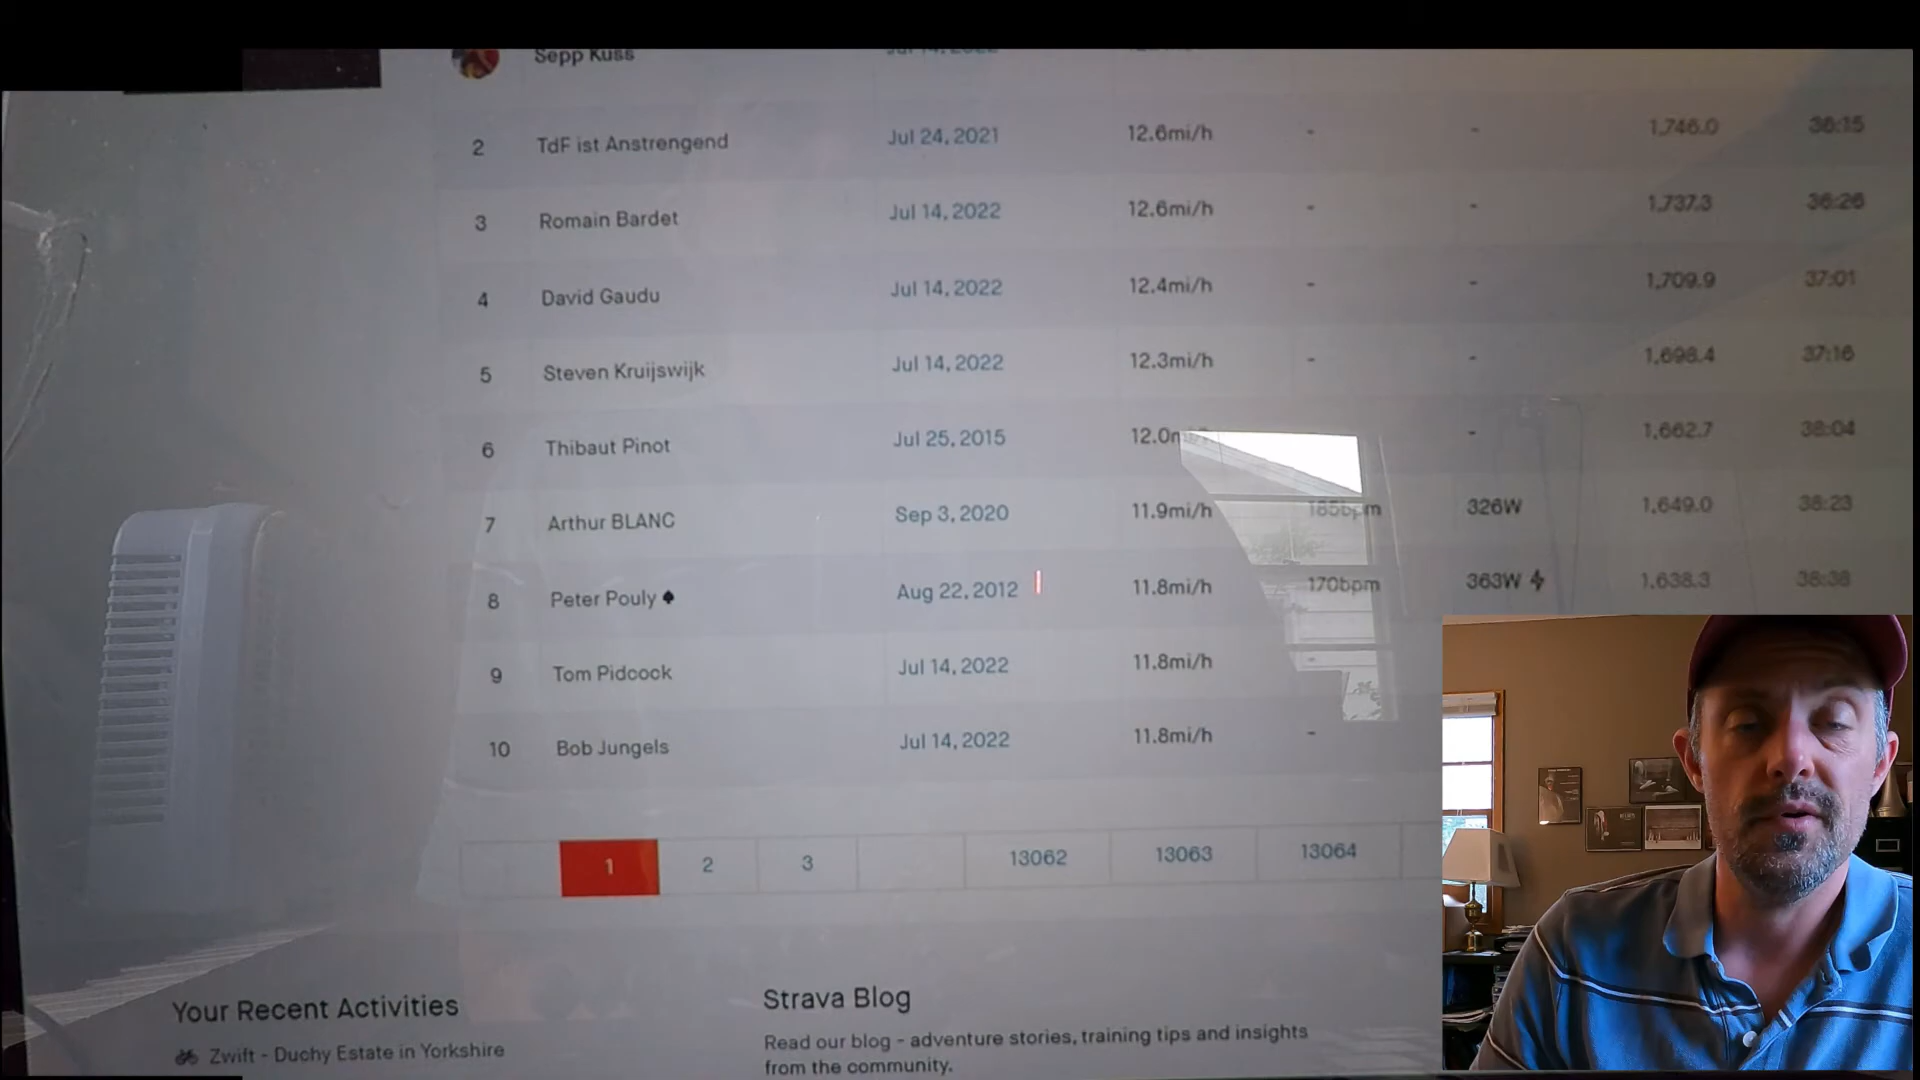 Sepp Kuss
2 TdF ist Anstrengend Jul 24, 2021 12.6mi/h - - 1,746.0 36:15
3 Romain Bardet Jul 14, 2022 12.6mi/h - - 1,737.3 36:26
4 David Gaudu Jul 14, 2022 12.4mi/h - - 1,709.9 37:01
5 Steven Kruijswijk Jul 14, 2022 12.3mi/h - - 1,698.4 37:16
6 Thibaut Pinot Jul 25, 2015 - 1,662.7 38:04
7 Arthur BLANC Sep 3, 2020 11.9mi/h 185bpm 326W 1,649.0 38:23
8 Peter Pouly Aug 22, 2012 11.8mi/h 170bpm 363W 1,638.3 38:38
9 Tom Pidcock Jul 14, 2022 11.8mi/h -
10 Bob Jungels Jul 14, 2022 11.8mi/h -
1 2 3 13062 13063 13064
Your Recent Activities
Zwift - Duchy Estate in Yorkshire
Strava Blog
Read our blog - adventure stories, training tips and insights
from the community.